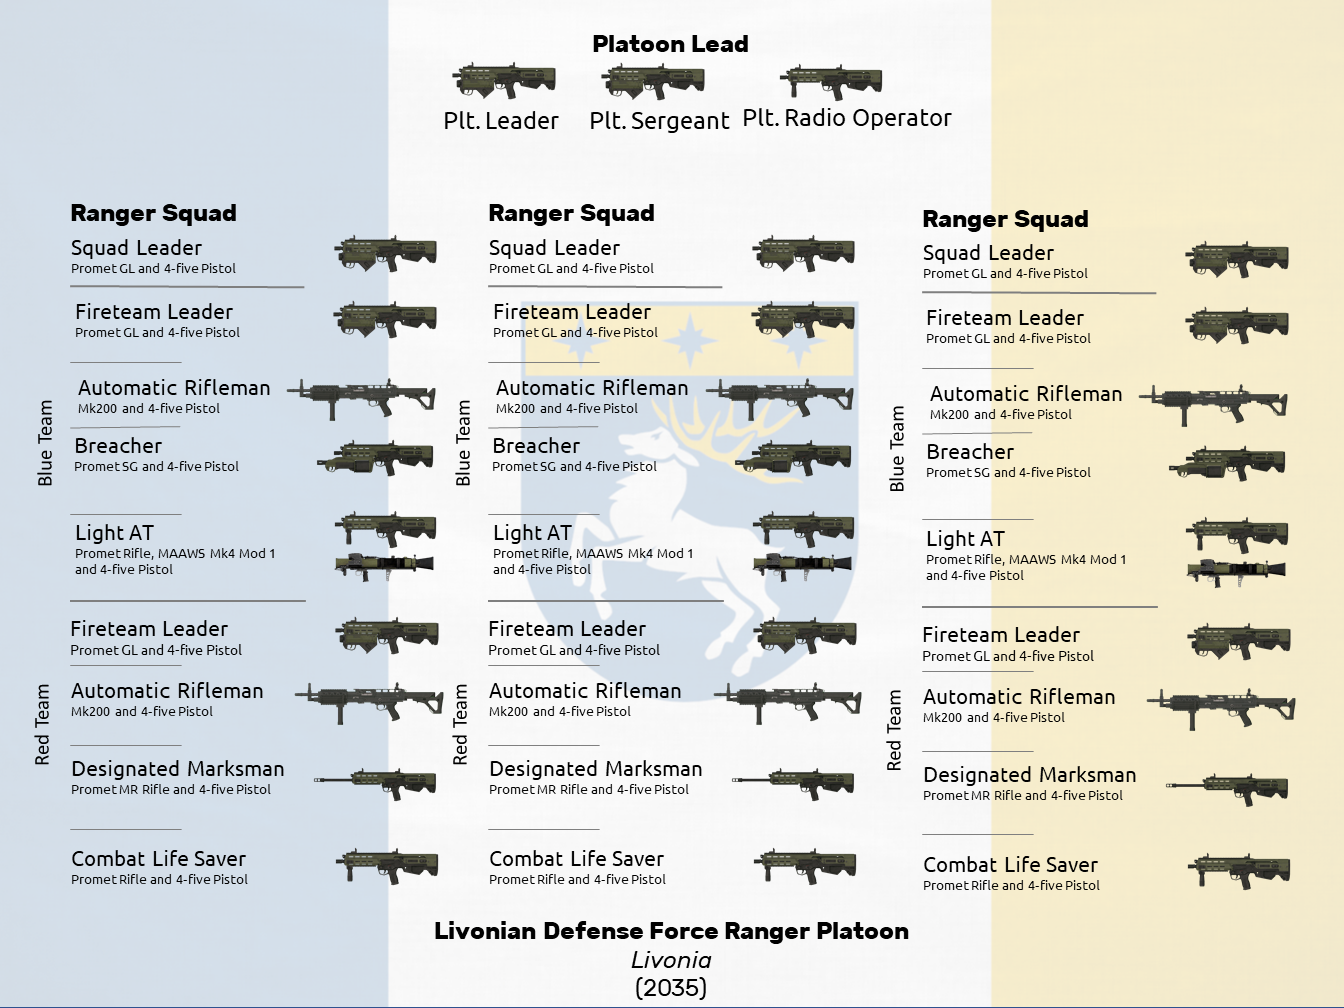 Platoon Lead
Plt. Leader
Plt. Sergeant
Plt. Radio Operator
Ranger Squad
Squad Leader
Promet GL and 4-five Pistol
Blue Team
Fireteam Leader
Promet GL and 4-five Pistol
Automatic Rifleman
Mk200 and 4-five Pistol
Breacher
Promet SG and 4-five Pistol
Light AT
Promet Rifle, MAAWS Mk4 Mod 1
and 4-five Pistol
Red Team
Fireteam Leader
Promet GL and 4-five Pistol
Automatic Rifleman
Mk200 and 4-five Pistol
Designated Marksman
Promet MR Rifle and 4-five Pistol
Combat Life Saver
Promet Rifle and 4-five Pistol
Ranger Squad
Squad Leader
Promet GL and 4-five Pistol
Blue Team
Fireteam Leader
Promet GL and 4-five Pistol
Automatic Rifleman
Mk200 and 4-five Pistol
Breacher
Promet SG and 4-five Pistol
Light AT
Promet Rifle, MAAWS Mk4 Mod 1
and 4-five Pistol
Red Team
Fireteam Leader
Promet GL and 4-five Pistol
Automatic Rifleman
Mk200 and 4-five Pistol
Designated Marksman
Promet MR Rifle and 4-five Pistol
Combat Life Saver
Promet Rifle and 4-five Pistol
Ranger Squad
Squad Leader
Promet GL and 4-five Pistol
Blue Team
Fireteam Leader
Promet GL and 4-five Pistol
Automatic Rifleman
Mk200 and 4-five Pistol
Breacher
Promet SG and 4-five Pistol
Light AT
Promet Rifle, MAAWS Mk4 Mod 1
and 4-five Pistol
Red Team
Fireteam Leader
Promet GL and 4-five Pistol
Automatic Rifleman
Mk200 and 4-five Pistol
Designated Marksman
Promet MR Rifle and 4-five Pistol
Combat Life Saver
Promet Rifle and 4-five Pistol
Livonian Defense Force Ranger Platoon
Livonia
(2035)